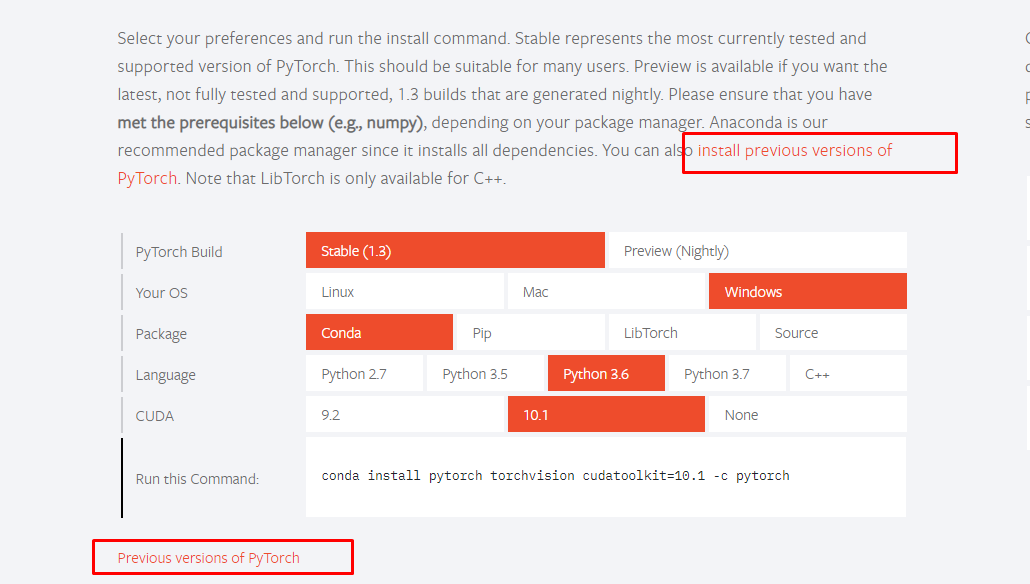 Select your preferences and run the install command. Stable represents the most currently tested and
supported version of PyTorch. This should be suitable for many users. Preview is available if you want the
latest, not fully tested and supported, 1.3 builds that are generated nightly. Please ensure that you have
met the prerequisites below (e.g., numpy), depending on your package manager. Anaconda is our
recommended package manager since it installs all dependencies. You can also install previous versions of
PyTorch. Note that LibTorch is only available for C++.
PyTorch Build Stable (1.3) Preview (Nightly)
Your OS Linux Mac Windows
Package Conda Pip LibTorch Source
Language Python 2.7 Python 3.5 Python 3.6 Python 3.7 C++
CUDA 9.2 10.1 None
Run this Command: conda install pytorch torchvision cudatoolkit=10.1 -c pytorch
Previous versions of PyTorch